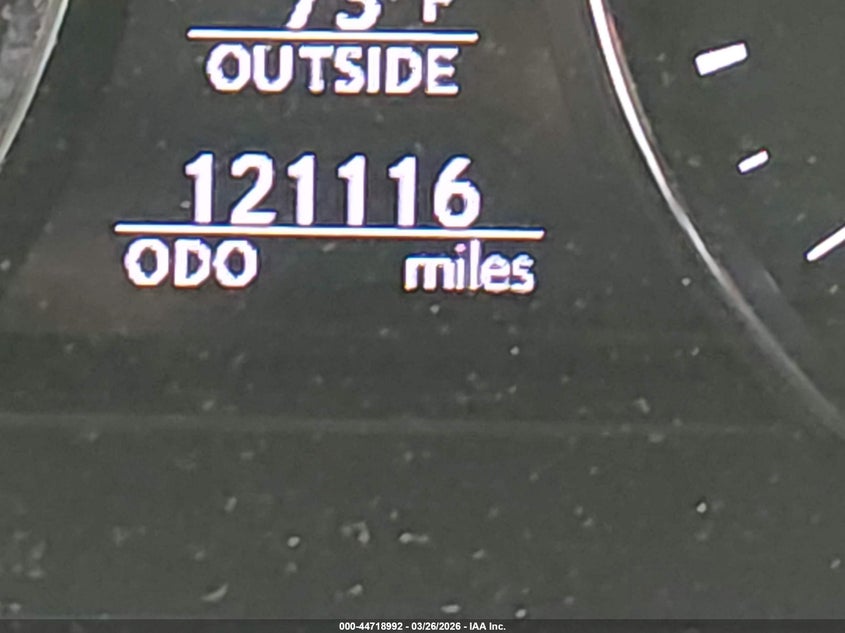 OUTSIDE
121116
ODO miles
000-44718992 - 03/26/2026 - IAA Inc.